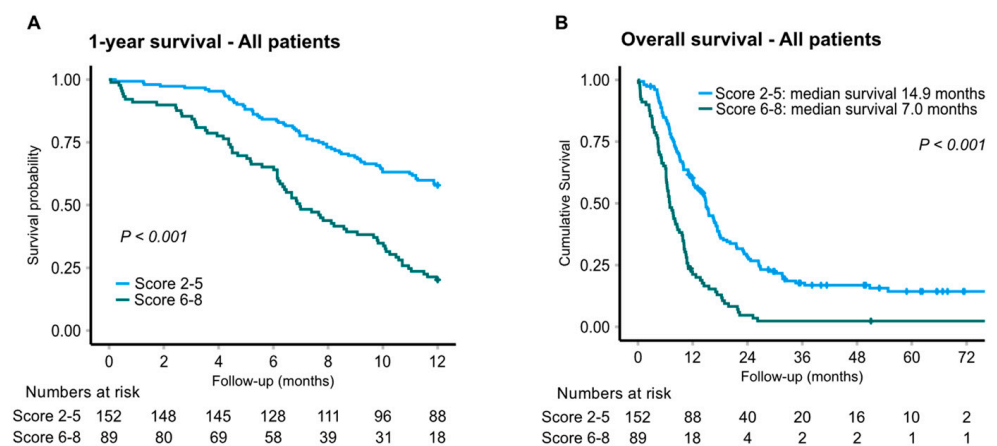 A
1-year survival - All patients
Survival probability
1.00
0.75
0.50
0.25
0.00
P < 0.001
Score 2-5
Score 6-8
0 2 4 6 8 10 12
Follow-up (months)
Numbers at risk
Score 2-5 152 148 145 128 111 96 88
Score 6-8 89 80 69 58 39 31 18
B
Overall survival - All patients
Cumulative Survival
1.00
0.75
0.50
0.25
0.00
Score 2-5: median survival 14.9 months
Score 6-8: median survival 7.0 months
P < 0.001
0 12 24 36 48 60 72
Follow-up (months)
Numbers at risk
Score 2-5 152 88 40 20 16 10 2
Score 6-8 89 18 4 2 2 1 1